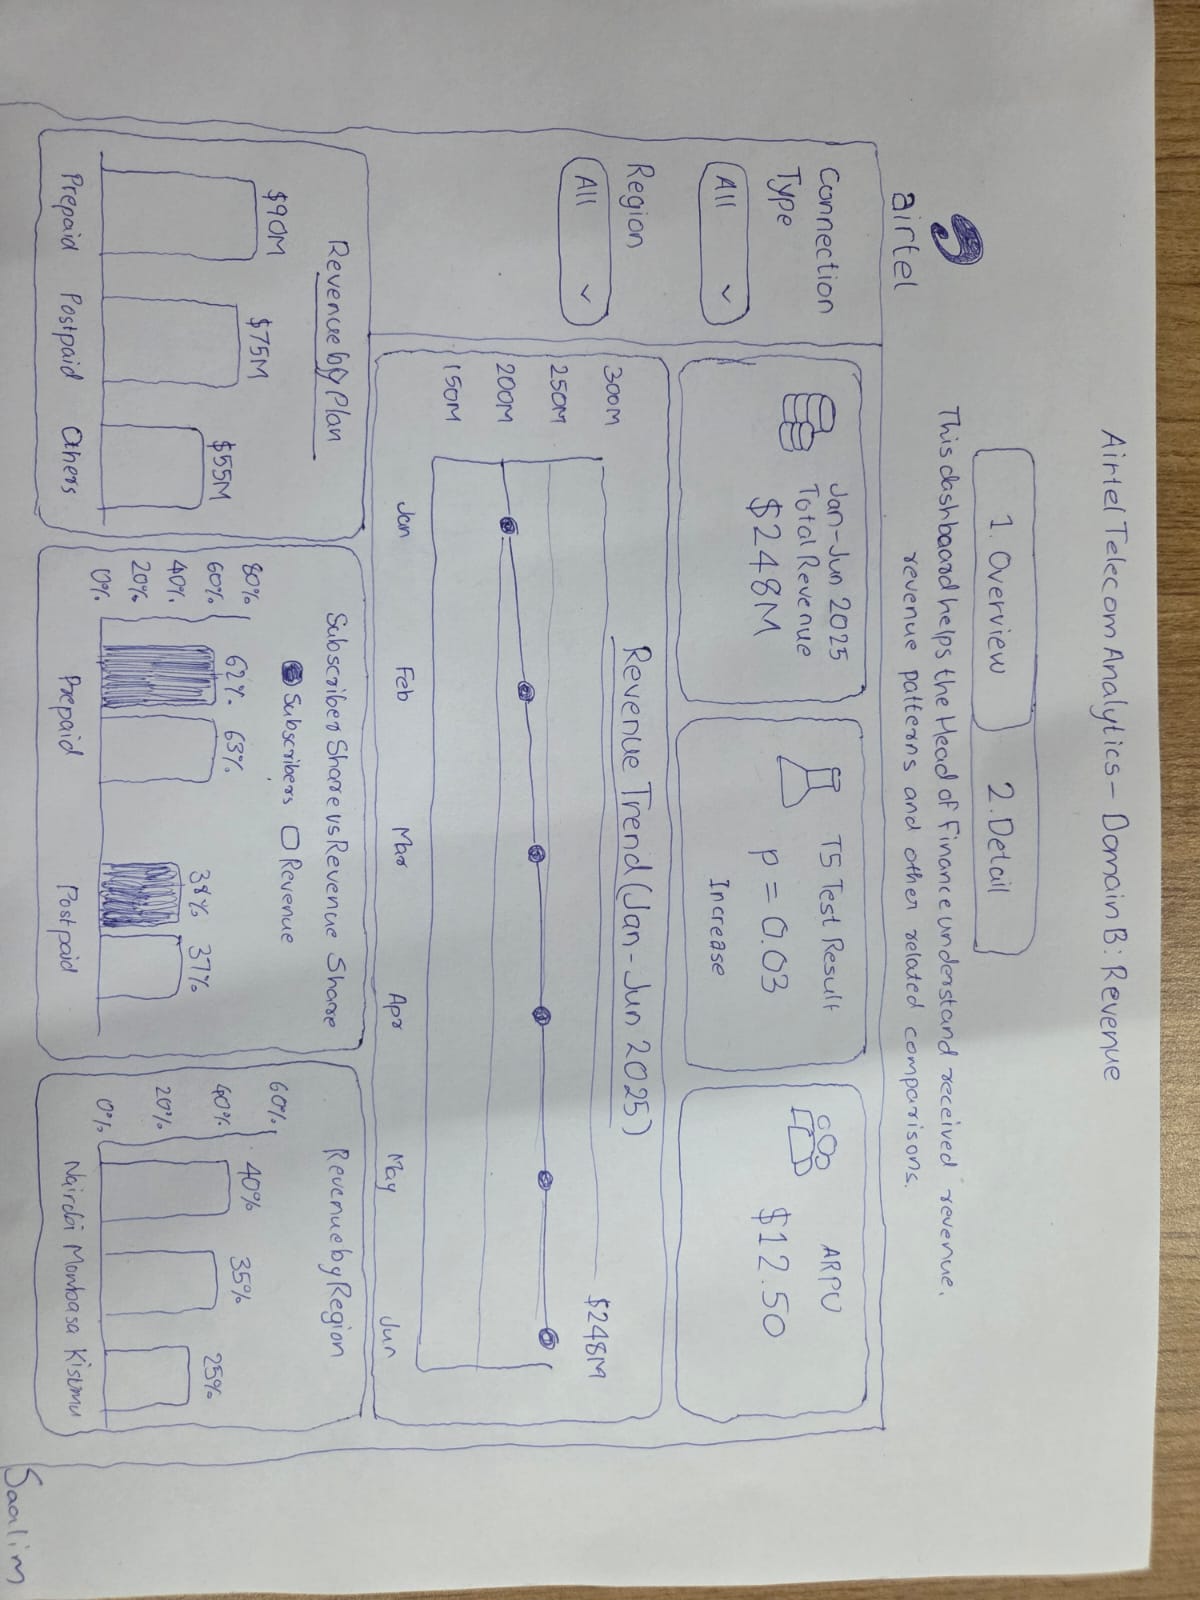 Airtel Telecom Analytics - Domain B: Revenue
1. Overview
2. Detail
This dashboard helps the Head of Finance understand received revenue,
revenue patterns and other related comparisons.
airtel
Connection
Type
All
Region
All
Jan-Jun 2025
Total Revenue
$248M
T5 Test Result
p = 0.03
Increase
ARPU
$12.50
Revenue Trend (Jan - Jun 2025)
300M
250M
200M
150M
$248M
Jan Feb Mar Apr May Jun
Revenue by Plan
$90M
$75M
$55M
Prepaid Postpaid Others
Subscriber Share vs Revenue Share
Subscribers Revenue
80%
60%
40%
20%
0%
62% 63%
38% 37%
Prepaid Postpaid
Revenue by Region
60%
40%
20%
0%
40%
35%
25%
Nairobi Mombasa Kisumu
Saalim